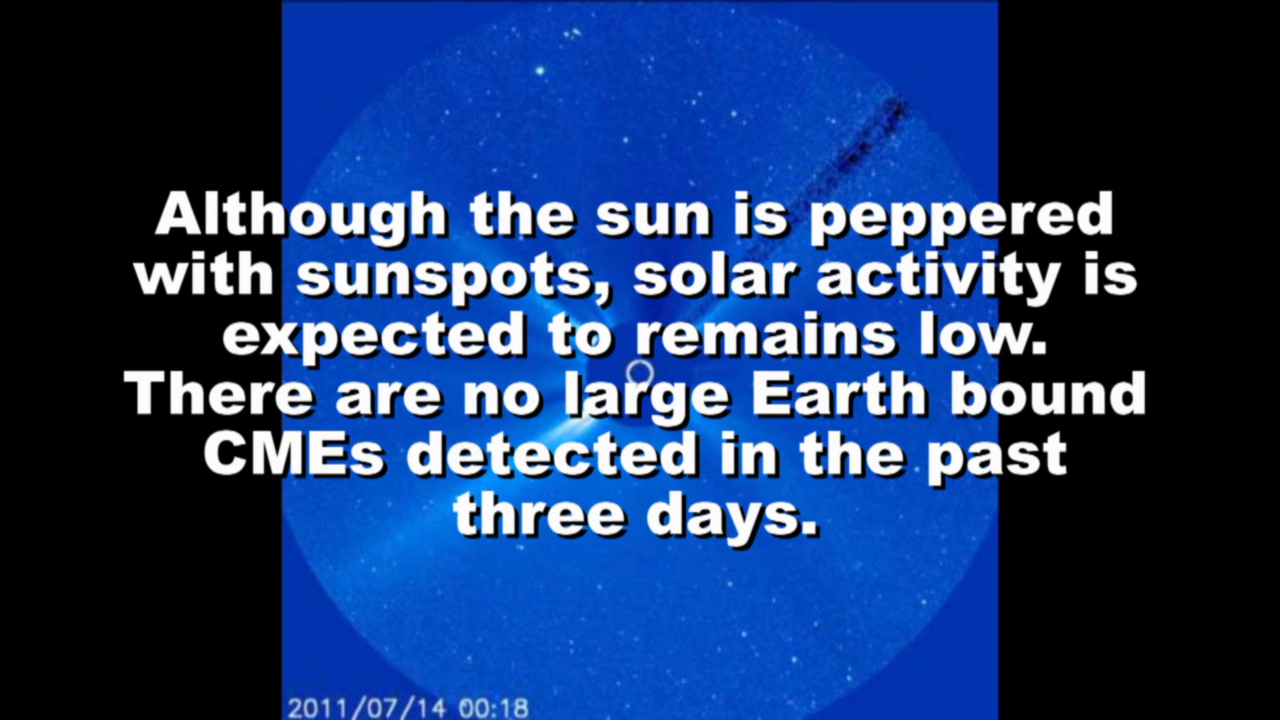 Although the sun is peppered
with sunspots, solar activity is
expected to remains low.
There are no large Earth bound
CMEs detected in the past
three days.
2011/07/14 00:18